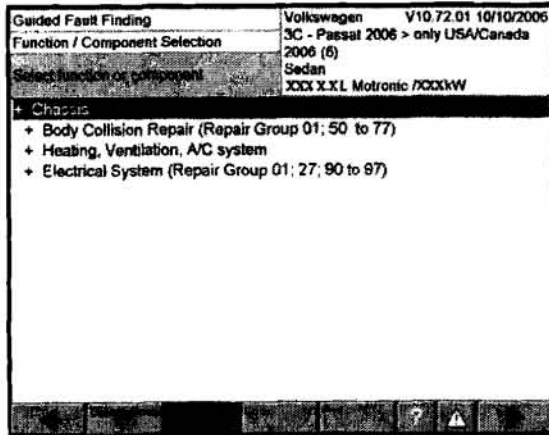 Guided Fault Finding
Function / Component Selection
Select function or component
Volkswagen V10.72.01 10/10/2006
3C - Passat 2006 > only USA/Canada
2006 (6)
Sedan
XXX X.XL Motronic /XXXkW
+ Chassis
+ Body Collision Repair (Repair Group 01; 50 to 77)
+ Heating, Ventilation, A/C system
+ Electrical System (Repair Group 01; 27; 90 to 97)
?